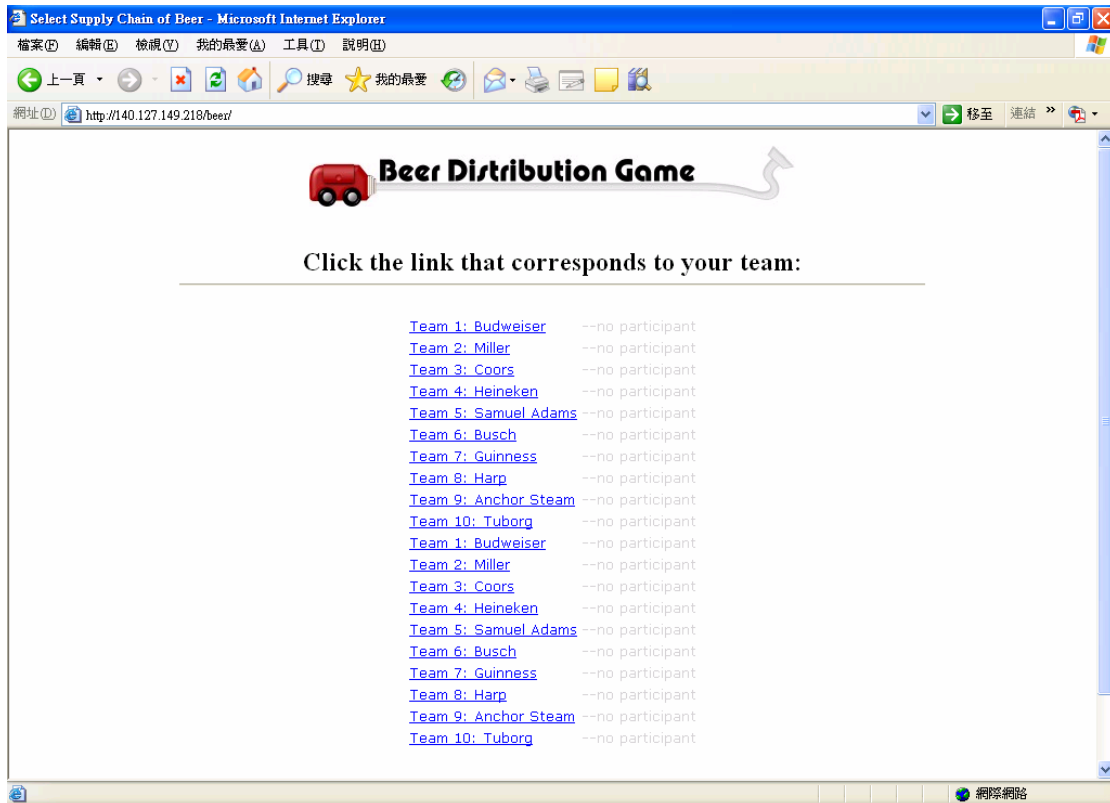 Select Supply Chain of Beer - Microsoft Internet Explorer
檔案(F) 編輯(E) 檢視(V) 我的最愛(A) 工具(T) 說明(H)
上一頁 搜尋 我的最愛
網址(D) http://140.127.149.218/beer/ 移至 連結 »
Beer Distribution Game
Click the link that corresponds to your team:
Team 1: Budweiser --no participant
Team 2: Miller --no participant
Team 3: Coors --no participant
Team 4: Heineken --no participant
Team 5: Samuel Adams --no participant
Team 6: Busch --no participant
Team 7: Guinness --no participant
Team 8: Harp --no participant
Team 9: Anchor Steam --no participant
Team 10: Tuborg --no participant
Team 1: Budweiser --no participant
Team 2: Miller --no participant
Team 3: Coors --no participant
Team 4: Heineken --no participant
Team 5: Samuel Adams --no participant
Team 6: Busch --no participant
Team 7: Guinness --no participant
Team 8: Harp --no participant
Team 9: Anchor Steam --no participant
Team 10: Tuborg --no participant
網際網路